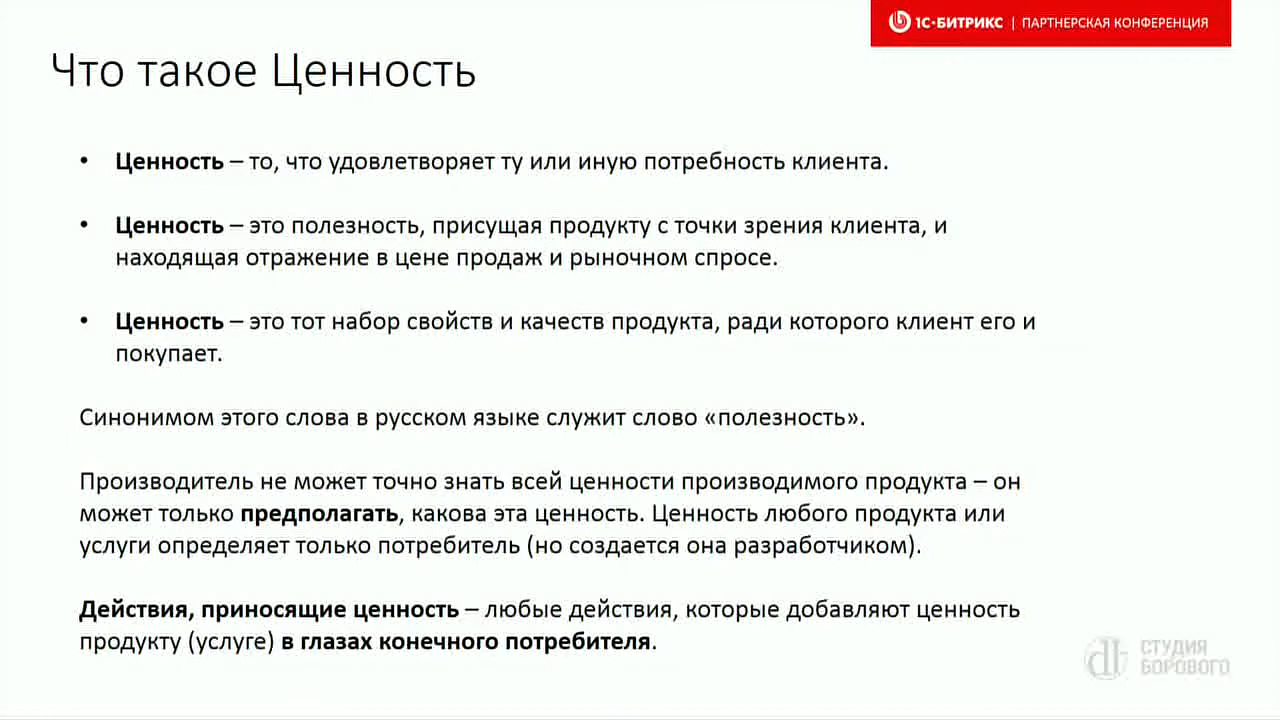 1С-БИТРИКС | ПАРТНЕРСКАЯ КОНФЕРЕНЦИЯ
Что такое Ценность
• Ценность – то, что удовлетворяет ту или иную потребность клиента.
• Ценность – это полезность, присущая продукту с точки зрения клиента, и
находящая отражение в цене продаж и рыночном спросе.
• Ценность – это тот набор свойств и качеств продукта, ради которого клиент его и
покупает.
Синонимом этого слова в русском языке служит слово «полезность».
Производитель не может точно знать всей ценности производимого продукта – он
может только предполагать, какова эта ценность. Ценность любого продукта или
услуги определяет только потребитель (но создается она разработчиком).
Действия, приносящие ценность – любые действия, которые добавляют ценность
продукту (услуге) в глазах конечного потребителя.
СТУДИЯ
БОРОВОГО